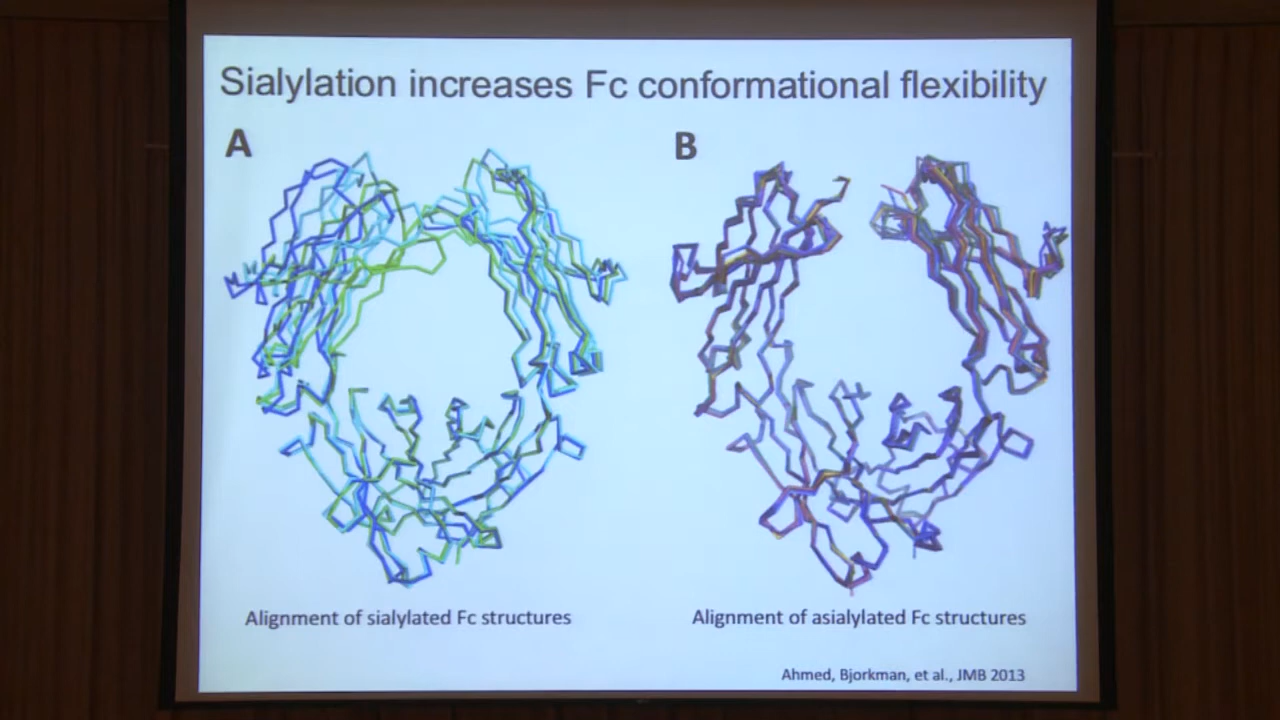 Sialylation increases Fc conformational flexibility
A
B
Alignment of sialylated Fc structures
Alignment of asialylated Fc structures
Ahmed, Bjorkman, et al., JMB 2013